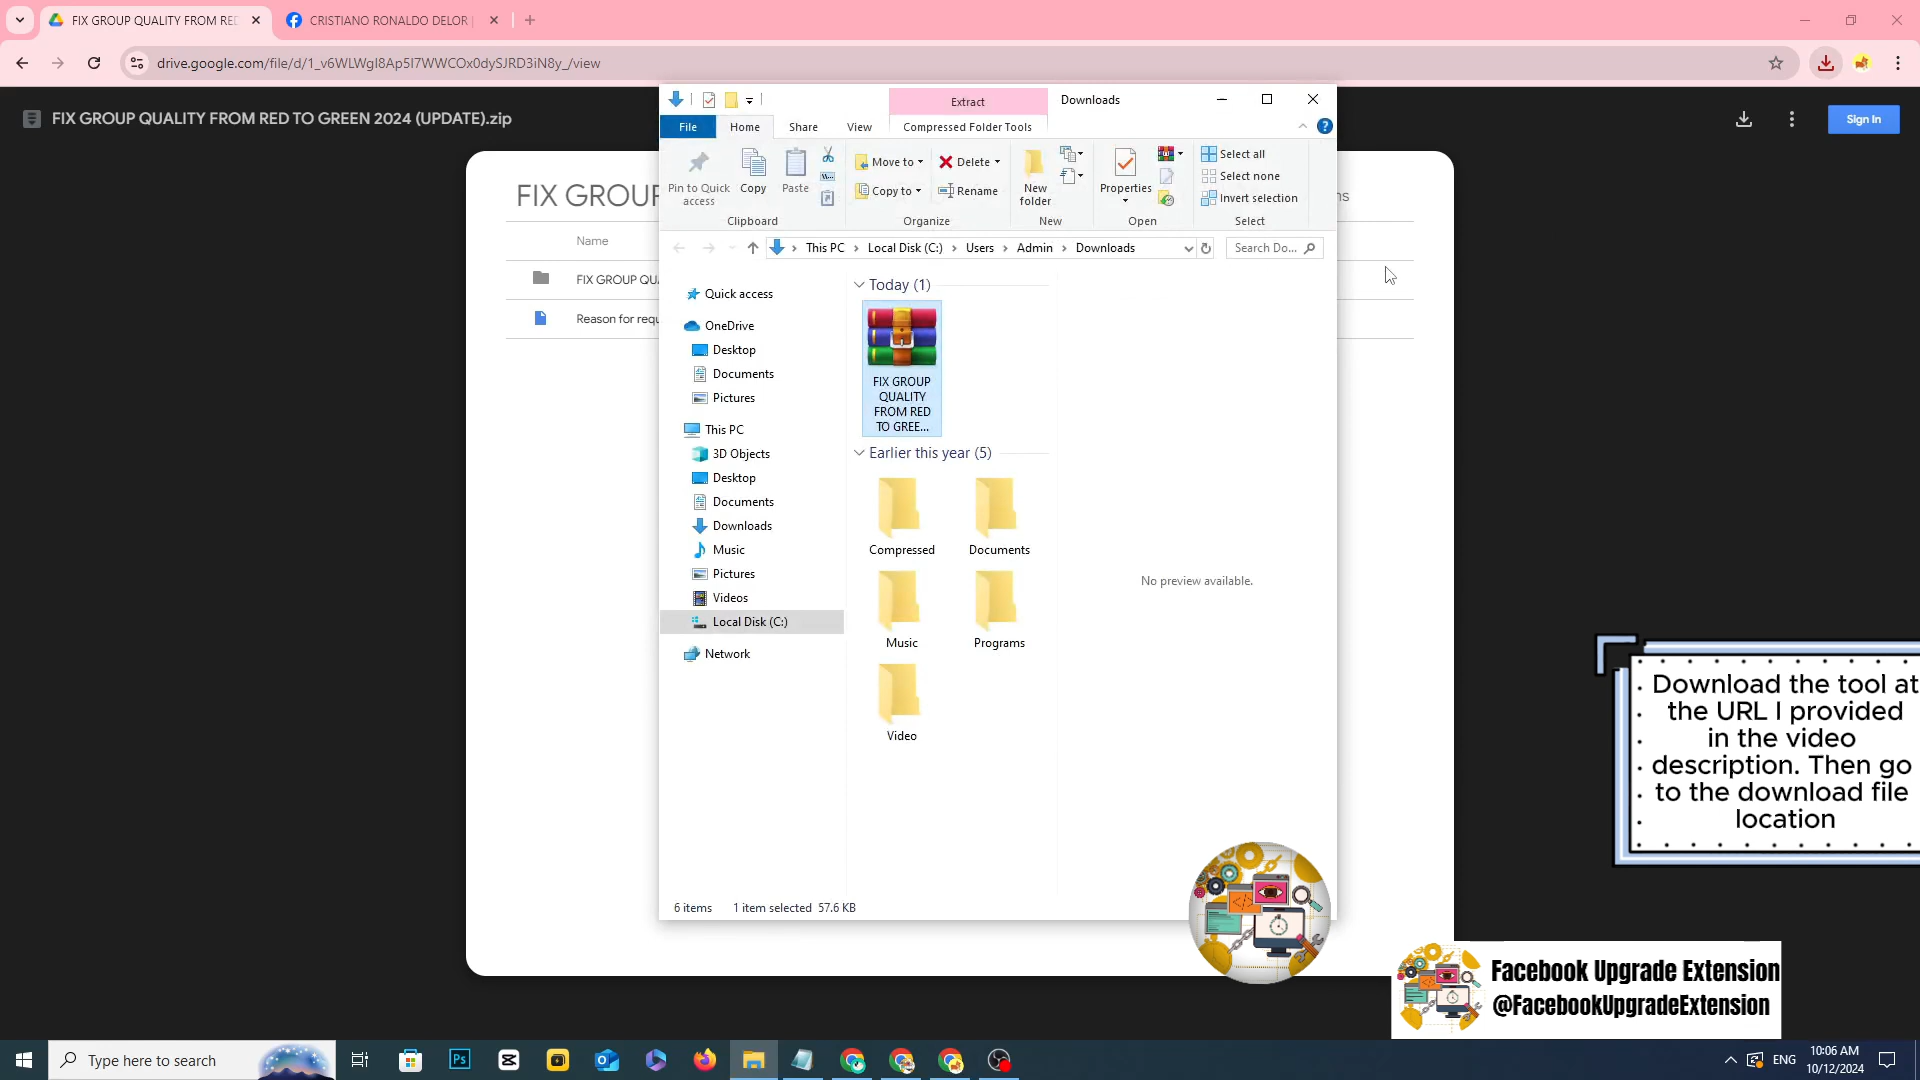 FIX GROUP QUALITY FROM RED
CRISTIANO RONALDO DELOR
drive.google.com/file/d/1_v6WLWgI8Ap5I7WWCOx0dySJRD3iN8y_/view
FIX GROUP QUALITY FROM RED TO GREEN 2024 (UPDATE).zip
Sign In
FIX GROUP
Name
FIX GROUP QU
Reason for requ
Extract
Downloads
File
Home
Share
View
Compressed Folder Tools
Pin to Quick
access
Copy
Paste
Move to
Copy to
Delete
Rename
New
folder
Properties
Select all
Select none
Invert selection
Clipboard
Organize
New
Open
Select
This PC
Local Disk (C:)
Users
Admin
Downloads
Search Do...
Quick access
OneDrive
Desktop
Documents
Pictures
This PC
3D Objects
Desktop
Documents
Downloads
Music
Pictures
Videos
Local Disk (C:)
Network
Today (1)
FIX GROUP
QUALITY
FROM RED
TO GREE...
Earlier this year (5)
Compressed
Documents
Music
Programs
Video
No preview available.
6 items
1 item selected 57.6 KB
Download the tool at
the URL I provided
in the video
description. Then go
to the download file
location
Facebook Upgrade Extension
@FacebookUpgradeExtension
Type here to search
Ps
ENG
10:06 AM
10/12/2024